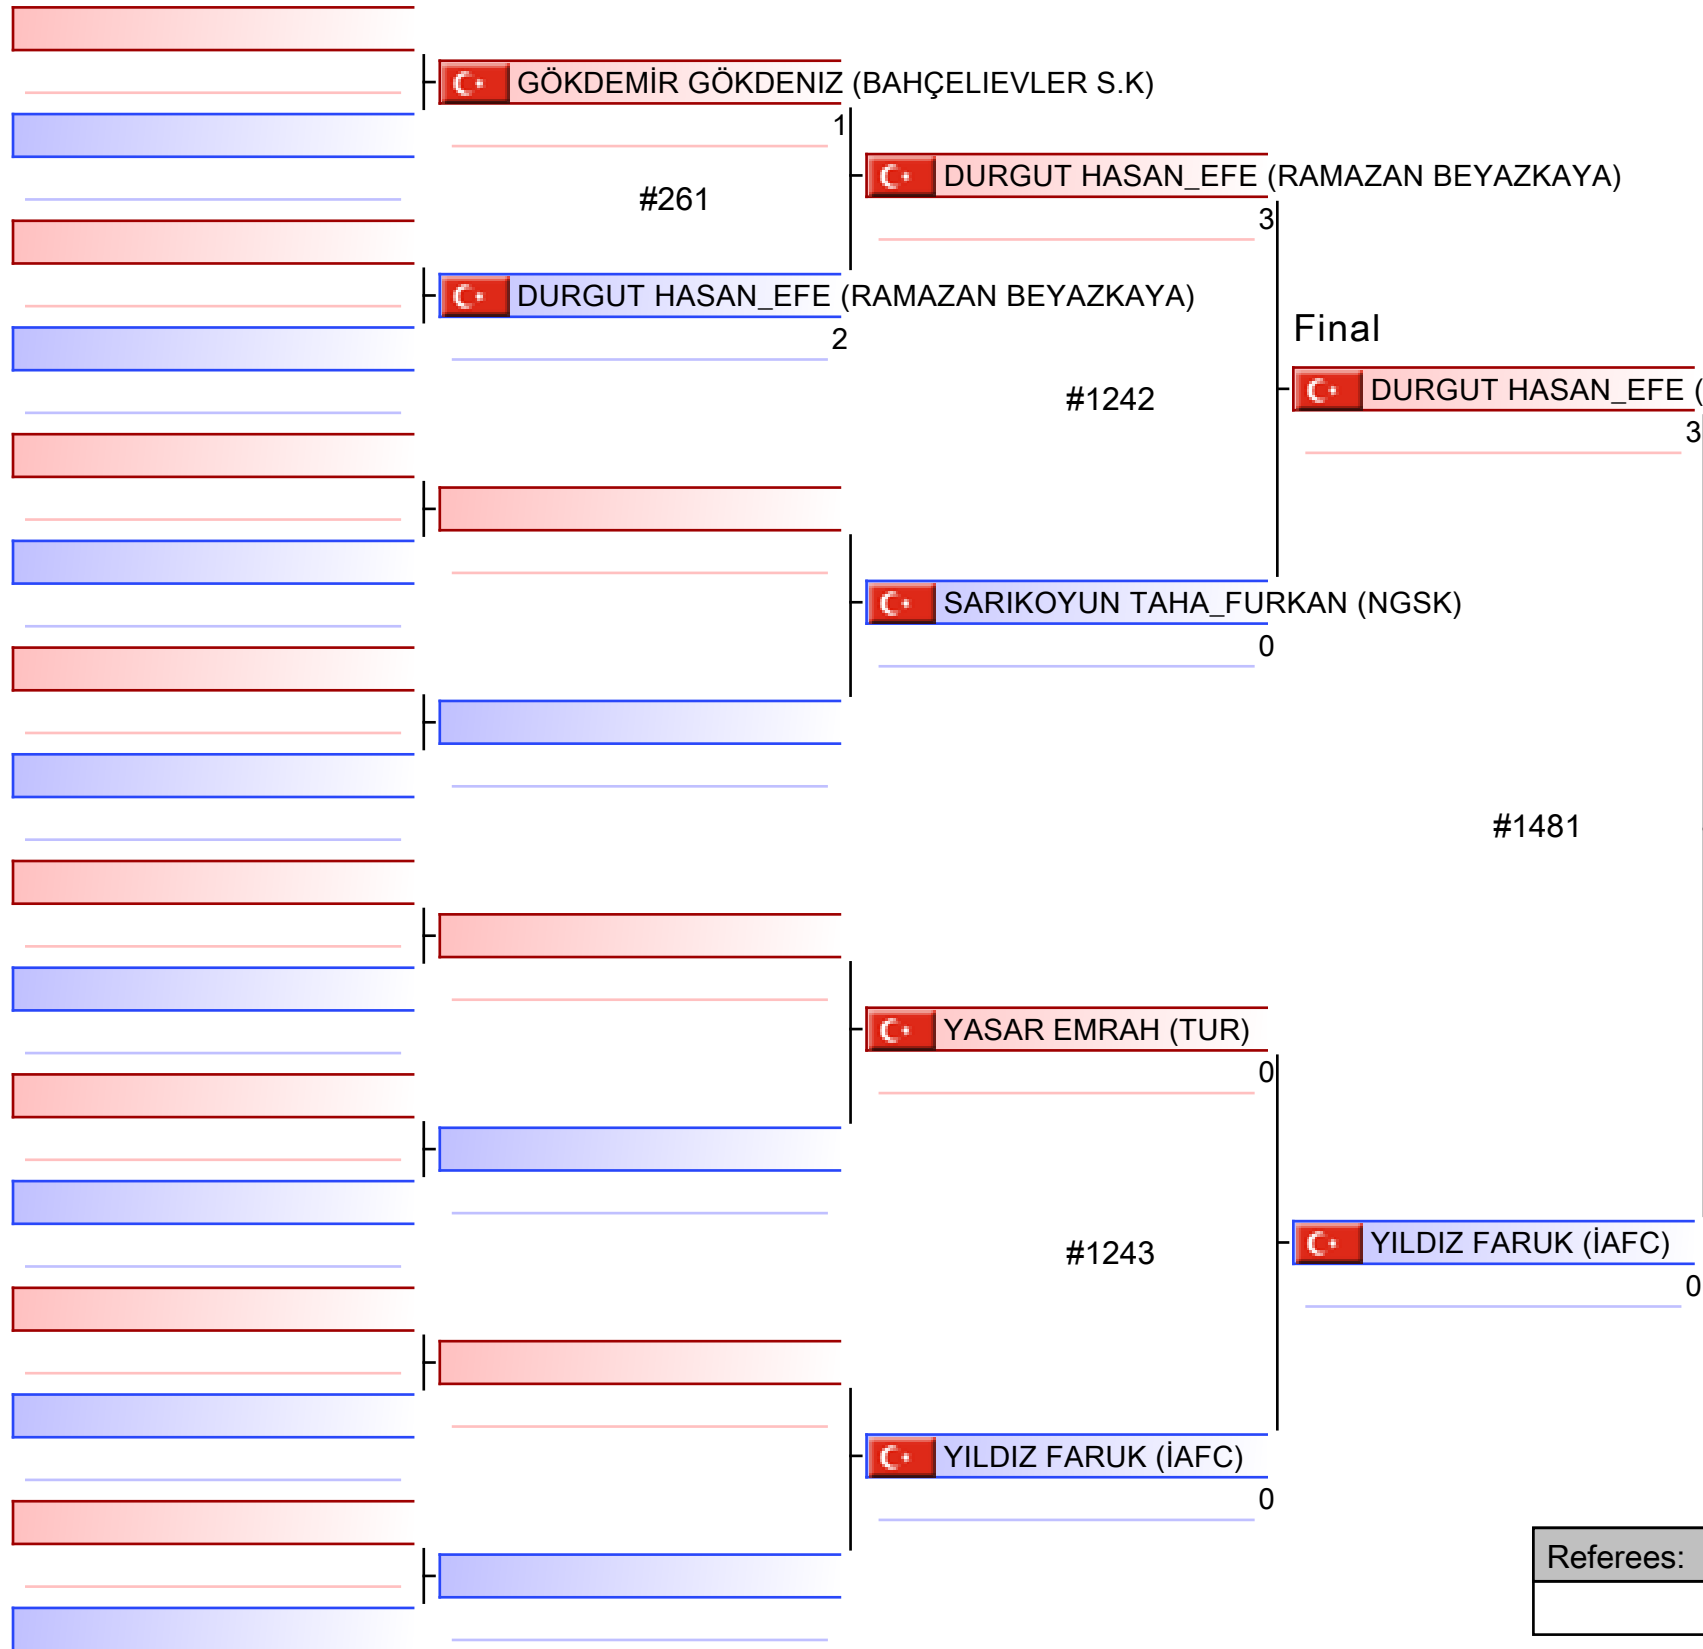 GÖKDEMİR GÖKDENIZ (BAHÇELIEVLER S.K)
1
#261
DURGUT HASAN_EFE (RAMAZAN BEYAZKAYA)
2
DURGUT HASAN_EFE (RAMAZAN BEYAZKAYA)
3
#1242
SARIKOYUN TAHA_FURKAN (NGSK)
0
YASAR EMRAH (TUR)
0
#1243
YILDIZ FARUK (İAFC)
0
Final
DURGUT HASAN_EFE (
3
#1481
YILDIZ FARUK (İAFC)
0
Referees: